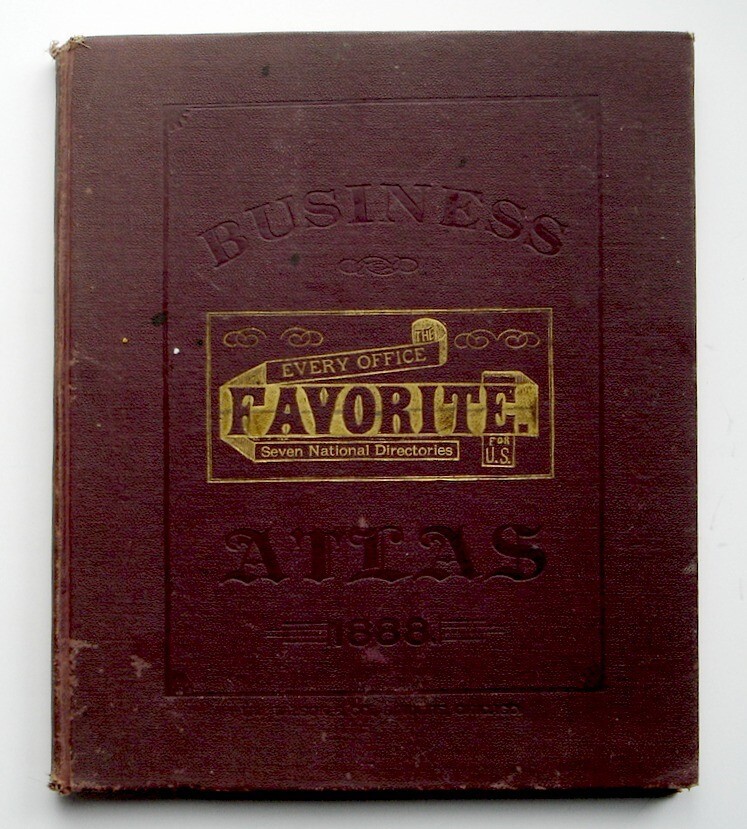 BUSINESS
THE
EVERY OFFICE
FAVORITE.
Seven National Directories
FOR
U.S.
ATLAS
1888